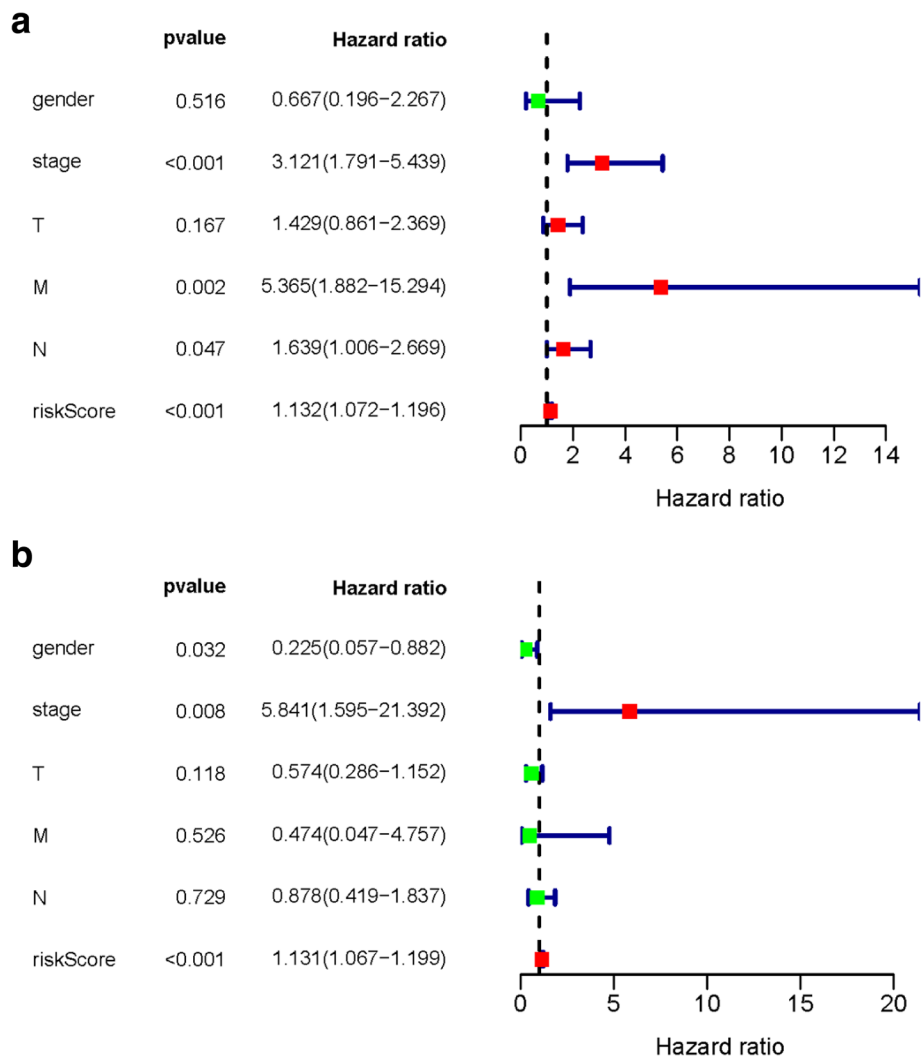 a
pvalue Hazard ratio
gender 0.516 0.667(0.196−2.267)
stage <0.001 3.121(1.791−5.439)
T 0.167 1.429(0.861−2.369)
M 0.002 5.365(1.882−15.294)
N 0.047 1.639(1.006−2.669)
riskScore <0.001 1.132(1.072−1.196)
0 2 4 6 8 10 12 14
Hazard ratio
b
pvalue Hazard ratio
gender 0.032 0.225(0.057−0.882)
stage 0.008 5.841(1.595−21.392)
T 0.118 0.574(0.286−1.152)
M 0.526 0.474(0.047−4.757)
N 0.729 0.878(0.419−1.837)
riskScore <0.001 1.131(1.067−1.199)
0 5 10 15 20
Hazard ratio